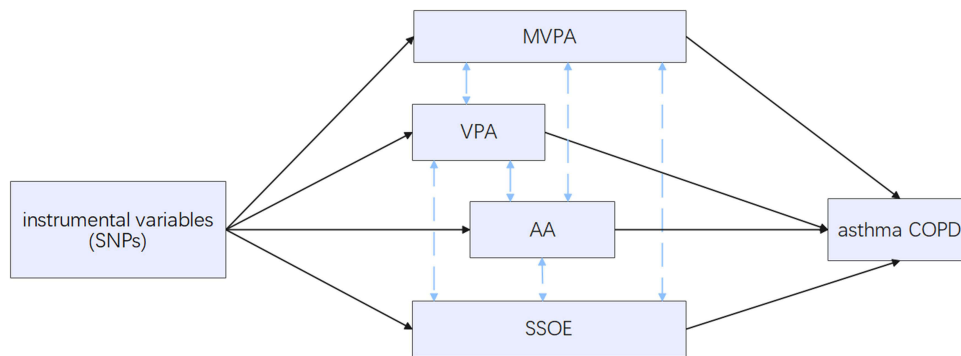 MVPA
VPA
instrumental variables
(SNPs)
AA
asthma COPD
SSOE